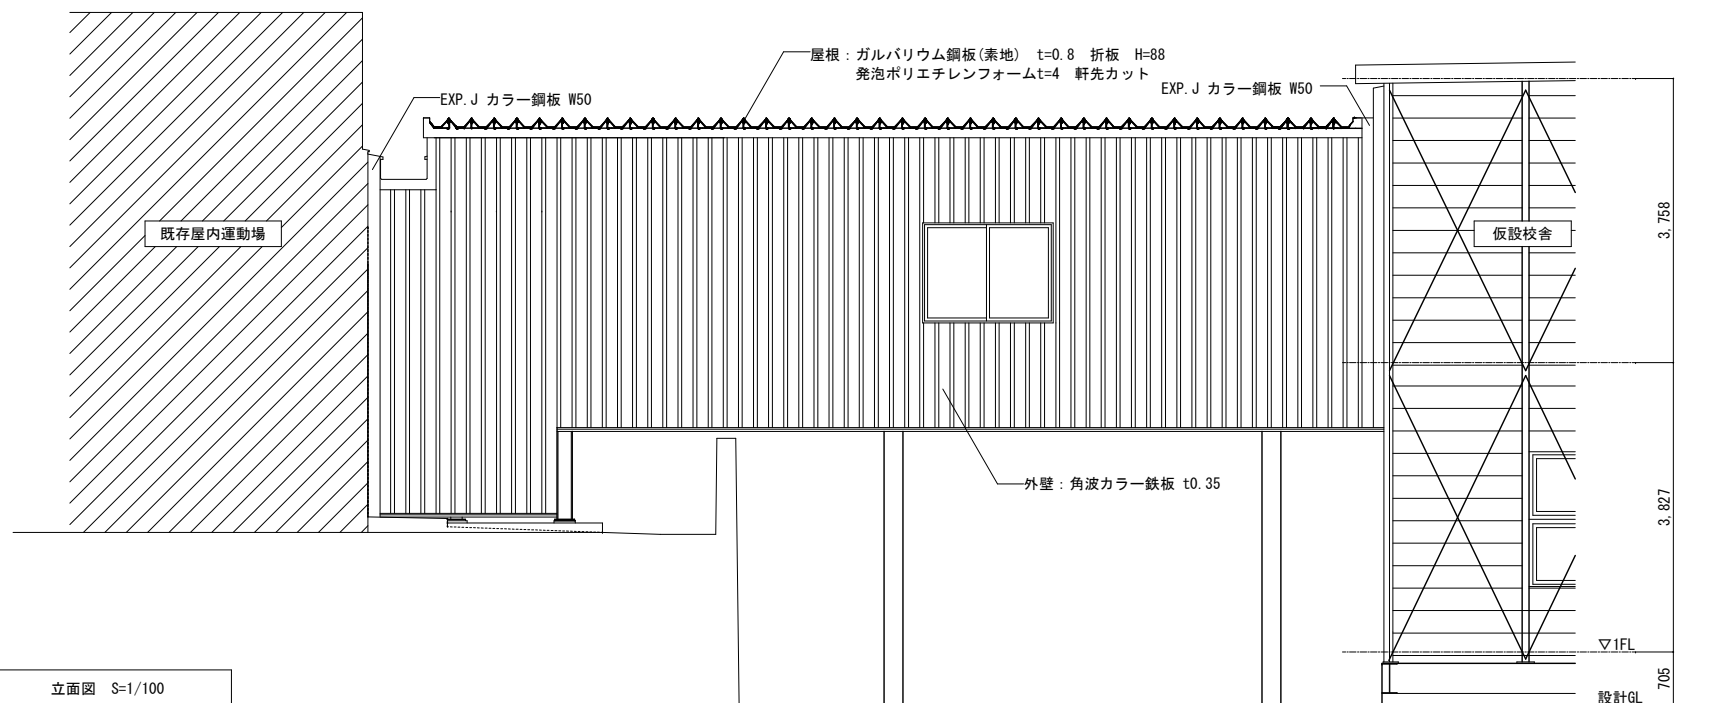 屋根：ガルバリウム鋼板(素地)　t=0.8　折板　H=88
発泡ポリエチレンフォームt=4　軒先カット
EXP.J カラー鋼板 W50
EXP.J カラー鋼板 W50
既存屋内運動場
仮設校舎
3,758
外壁：角波カラー鉄板 t0.35
3,827
▽1FL
705
設計GL
立面図　S=1/100